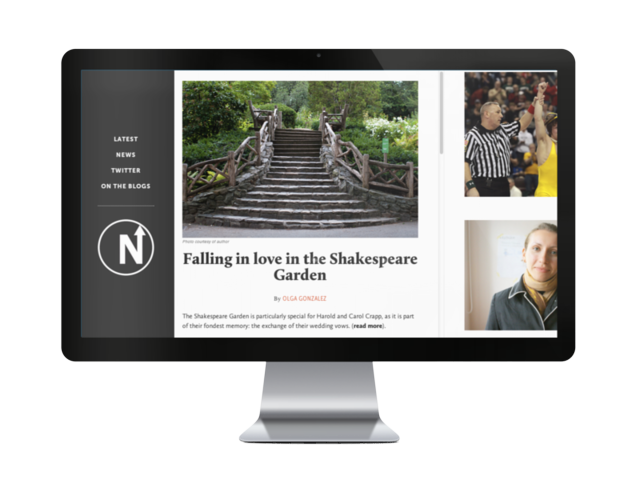 LATEST
NEWS
TWITTER
ON THE BLOGS
N
Photo courtesy of author
Falling in love in the Shakespeare
Garden
By OLGA GONZALEZ
The Shakespeare Garden is particularly special for Harold and Carol Crapp, as it is part
of their fondest memory: the exchange of their wedding vows. (read more).